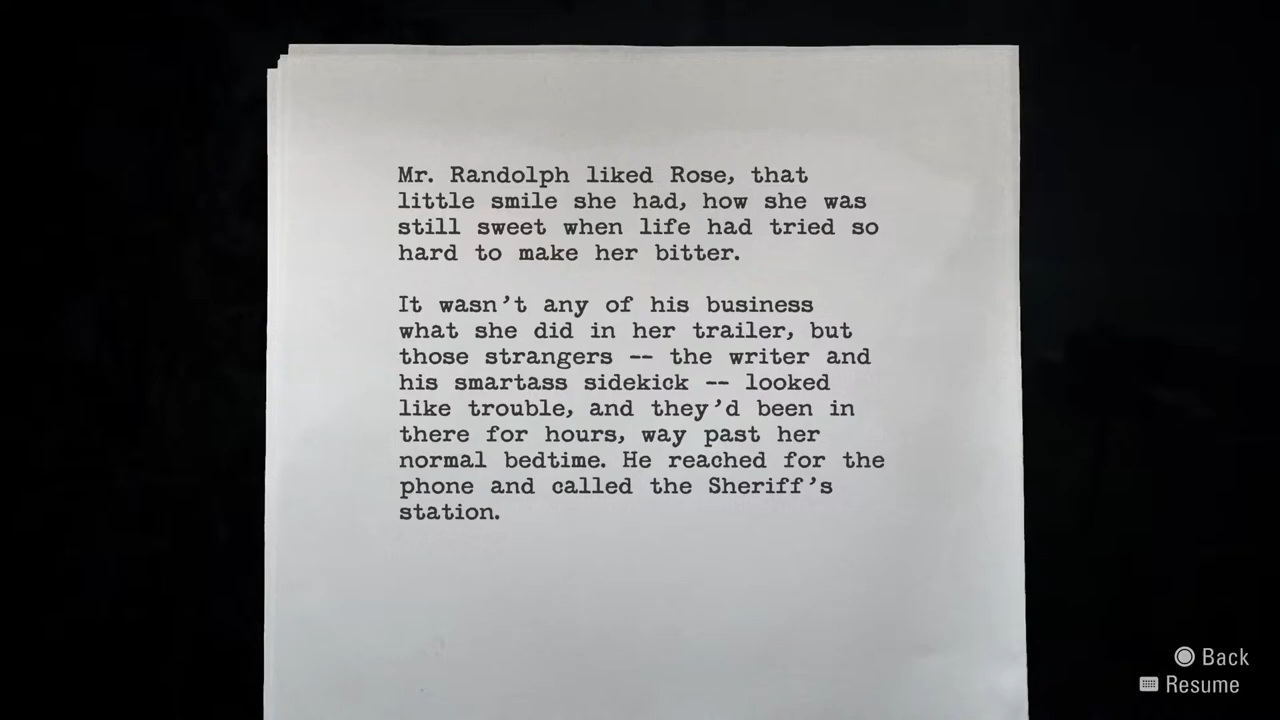 Mr. Randolph liked Rose, that
little smile she had, how she was
still sweet when life had tried so
hard to make her bitter.
It wasn't any of his business
what she did in her trailer, but
those strangers -- the writer and
his smartass sidekick -- looked
like trouble, and they'd been in
there for hours, way past her
normal bedtime. He reached for the
phone and called the Sheriff's
station.
Back
Resume